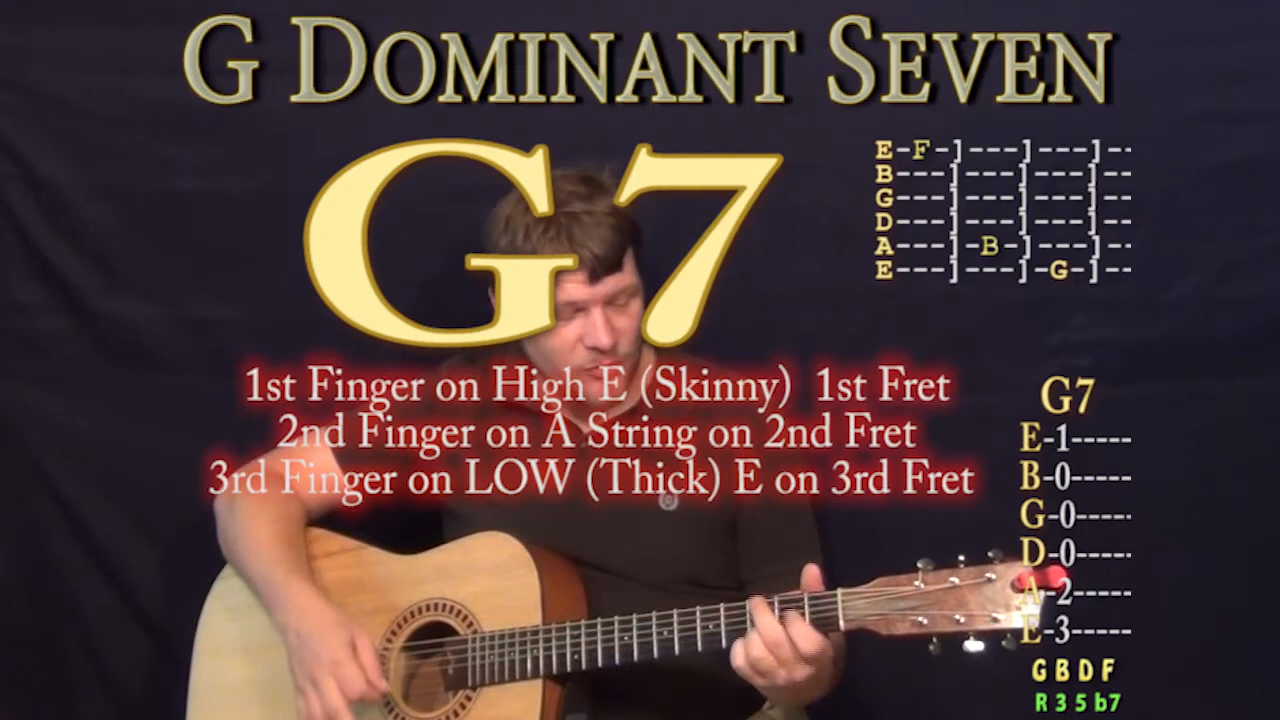 G DOMINANT SEVEN
G7
E-F-]---]---]--
B---]---]---]--
G---]---]---]--
D---]---]---]--
A---]-B-]---]--
E---]---]-G-]--
1st Finger on High E (Skinny) 1st Fret
2nd Finger on A String on 2nd Fret
3rd Finger on LOW (Thick) E on 3rd Fret
G7
E-1-----
B-0-----
G-0-----
D-0-----
A-2-----
E-3-----
G B D F
R 3 5 b7